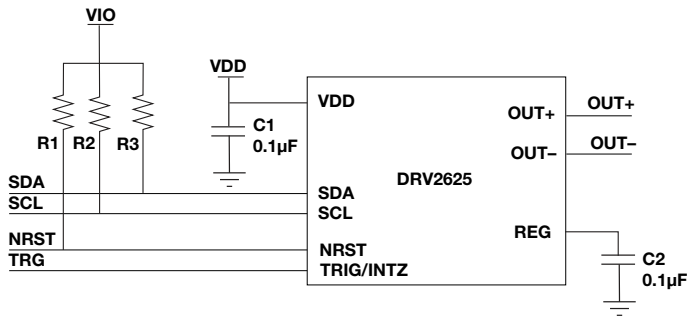 VIO
VDD
VDD
OUT+
OUT+
R1
R2
R3
C1
0.1µF
OUT–
OUT–
DRV2625
SDA
SDA
SCL
SCL
REG
NRST
NRST
C2
0.1µF
TRG
TRIG/INTZ